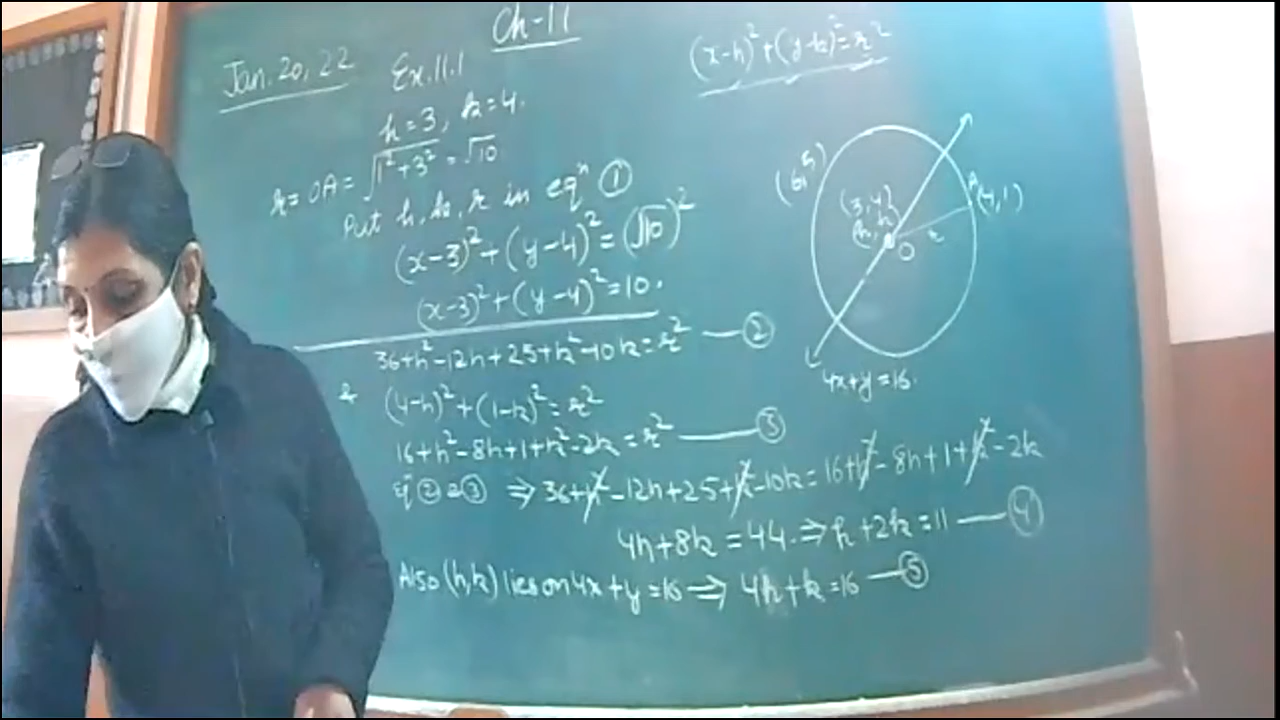 Ch-11
Jan. 20, 22 Ex. 11.1
(x-h)²+(y-k)²=r²
h=3, k=4.
r = OA = √1²+3² = √10
Put h, k, r in eqⁿ ①
(x-3)²+(y-4)²=(√10)²
(x-3)²+(y-4)²=10.
36+h²-12h+25+k²-10k=r² — ②
& (4-h)²+(1-k)²=r²
16+h²-8h+1+k²-2k=r² — ③
eqⁿ ② & ③ ⇒ 36+h²-12h+25+k²-10k=16+h²-8h+1+k²-2k
4h+8k=44. ⇒ h+2k=11 — ④
Also (h,k) lies on 4x+y=16 ⇒ 4h+k=16 — ⑤
(6,5)
(3,4)
(h,k)
O
r
A
(4,1)
4x+y=16.